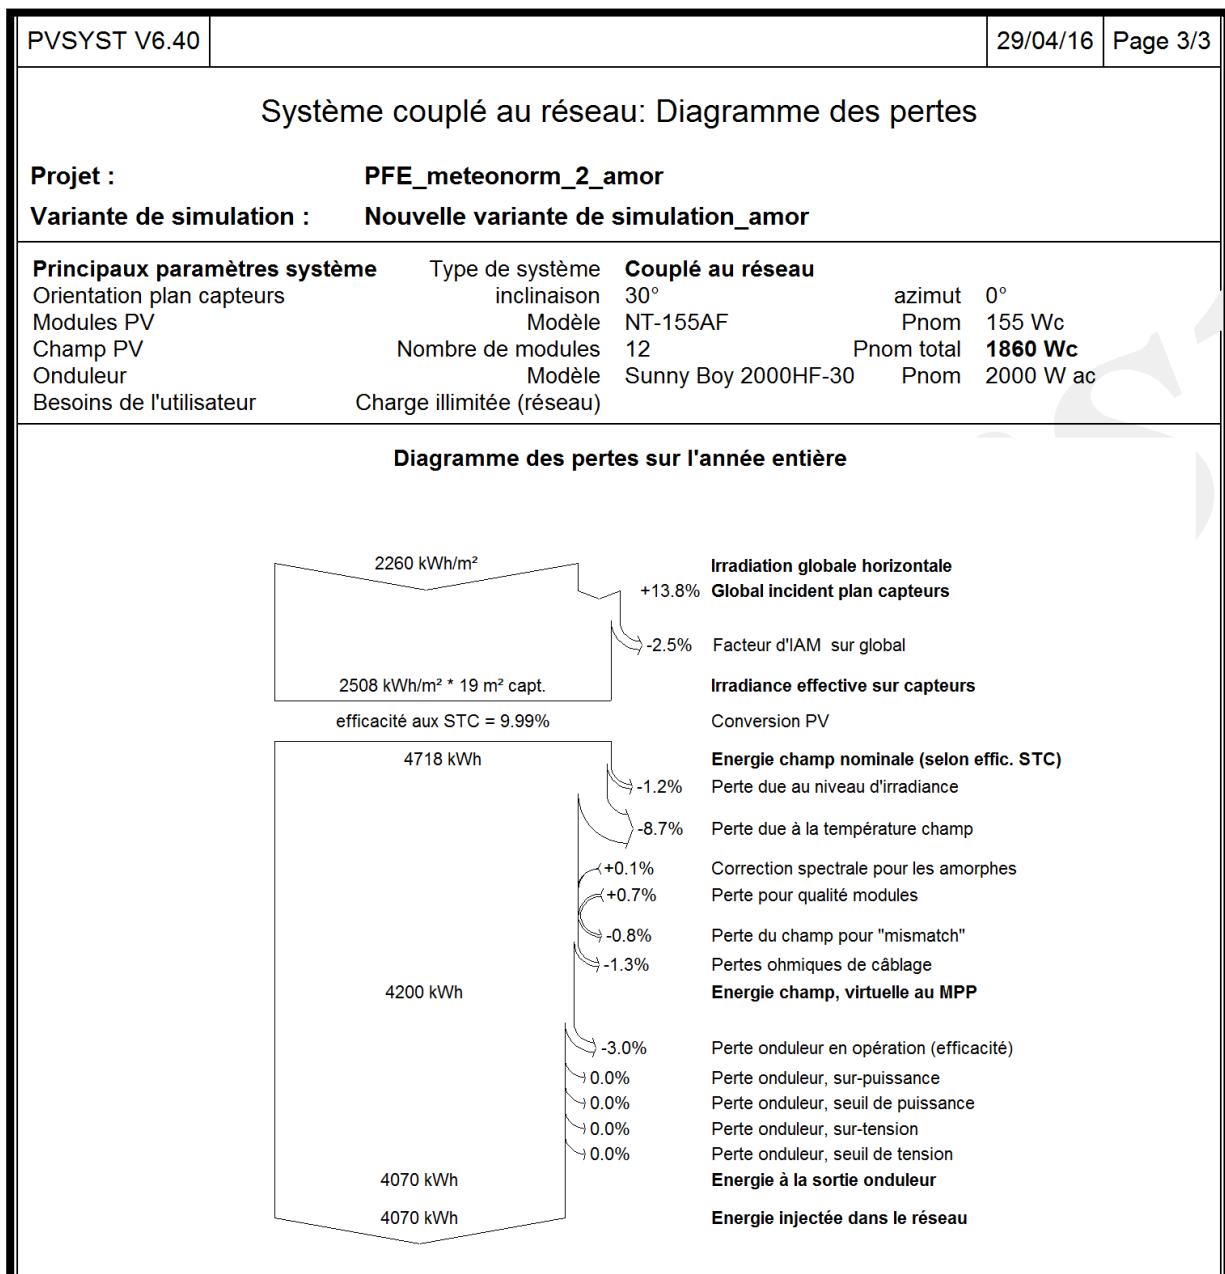 PVSYST V6.40 29/04/16 Page 3/3
Système couplé au réseau: Diagramme des pertes
Projet : PFE_meteonorm_2_amor
Variante de simulation : Nouvelle variante de simulation_amor
Principaux paramètres système Type de système Couplé au réseau
Orientation plan capteurs inclinaison 30° azimut 0°
Modules PV Modèle NT-155AF Pnom 155 Wc
Champ PV Nombre de modules 12 Pnom total 1860 Wc
Onduleur Modèle Sunny Boy 2000HF-30 Pnom 2000 W ac
Besoins de l'utilisateur Charge illimitée (réseau)
Diagramme des pertes sur l'année entière
2260 kWh/m² Irradiation globale horizontale
+13.8% Global incident plan capteurs
-2.5% Facteur d'IAM sur global
2508 kWh/m² * 19 m² capt. Irradiance effective sur capteurs
efficacité aux STC = 9.99% Conversion PV
4718 kWh Energie champ nominale (selon effic. STC)
-1.2% Perte due au niveau d'irradiance
-8.7% Perte due à la température champ
+0.1% Correction spectrale pour les amorphes
+0.7% Perte pour qualité modules
-0.8% Perte du champ pour "mismatch"
-1.3% Pertes ohmiques de câblage
4200 kWh Energie champ, virtuelle au MPP
-3.0% Perte onduleur en opération (efficacité)
0.0% Perte onduleur, sur-puissance
0.0% Perte onduleur, seuil de puissance
0.0% Perte onduleur, sur-tension
0.0% Perte onduleur, seuil de tension
4070 kWh Energie à la sortie onduleur
4070 kWh Energie injectée dans le réseau